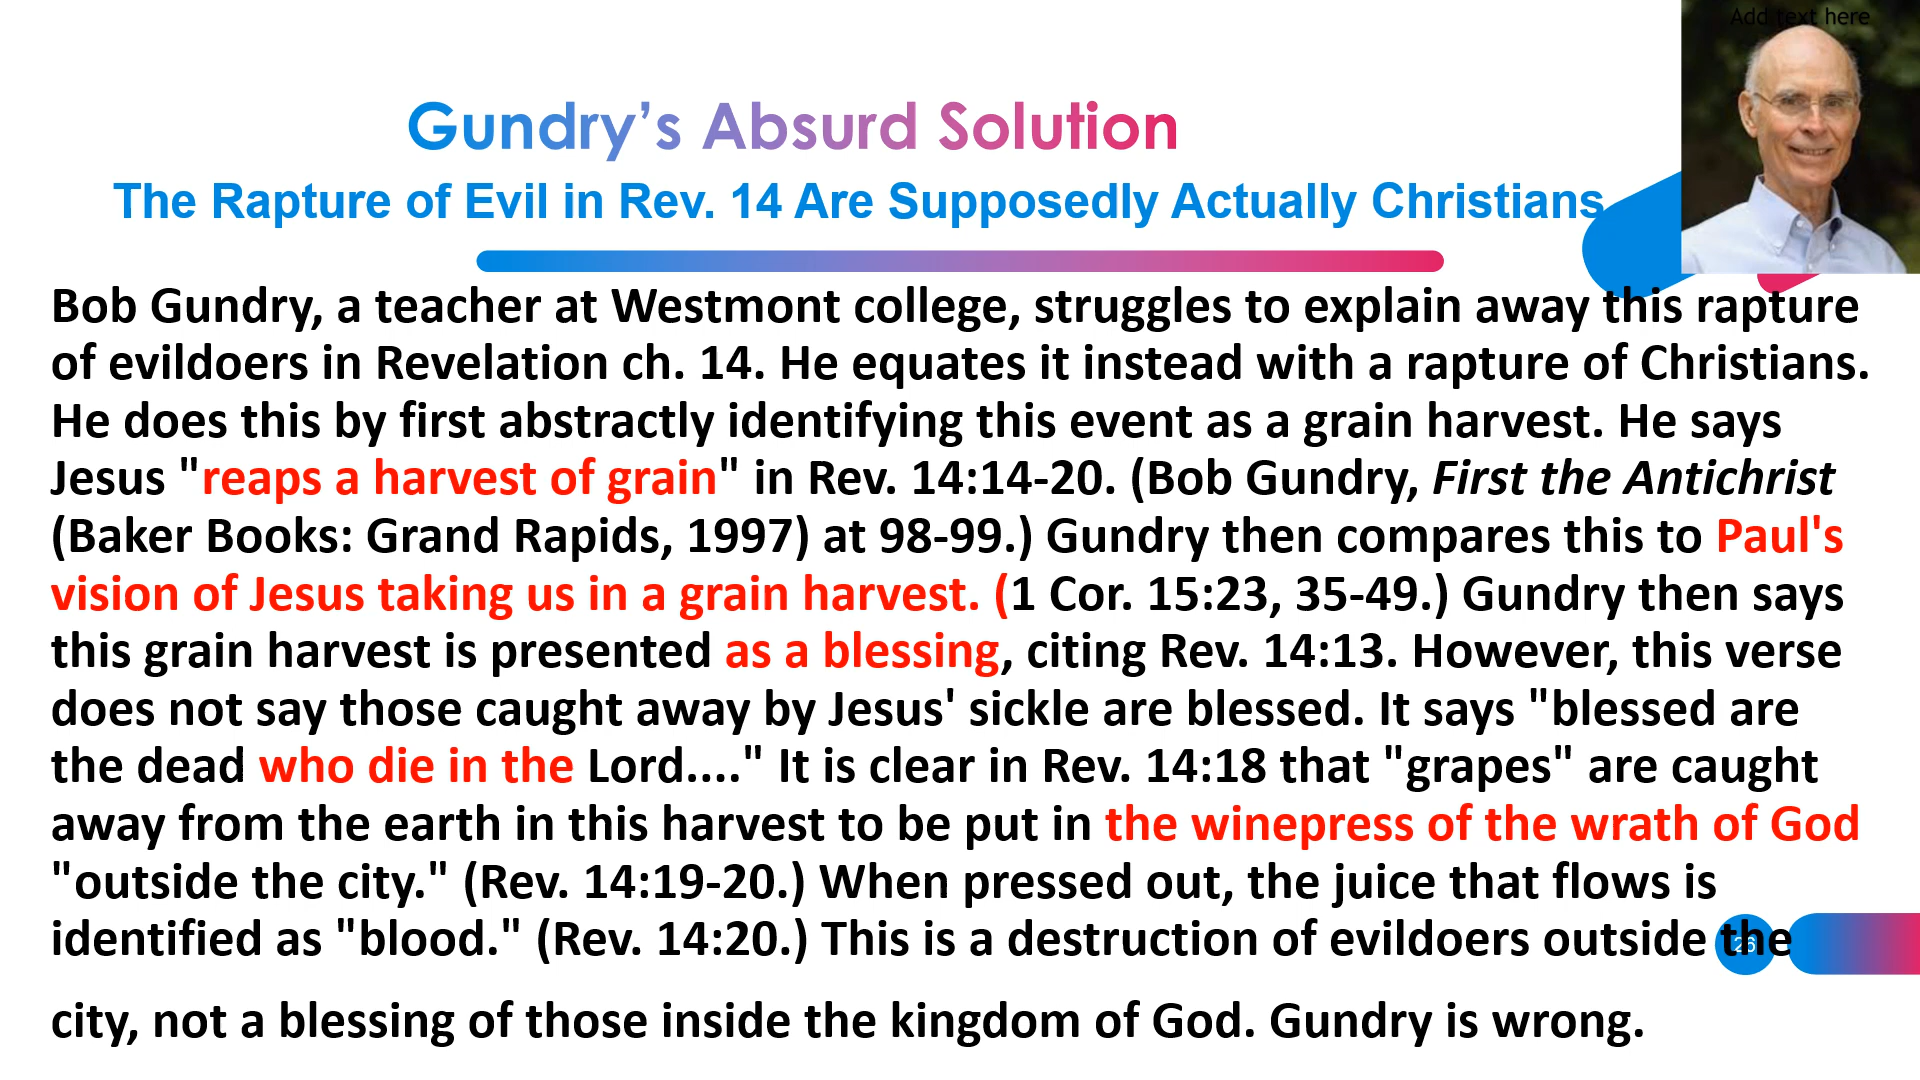 Add text here
Gundry’s Absurd Solution
The Rapture of Evil in Rev. 14 Are Supposedly Actually Christians
Bob Gundry, a teacher at Westmont college, struggles to explain away this rapture
of evildoers in Revelation ch. 14. He equates it instead with a rapture of Christians.
He does this by first abstractly identifying this event as a grain harvest. He says
Jesus "reaps a harvest of grain" in Rev. 14:14-20. (Bob Gundry, First the Antichrist
(Baker Books: Grand Rapids, 1997) at 98-99.) Gundry then compares this to Paul's
vision of Jesus taking us in a grain harvest. (1 Cor. 15:23, 35-49.) Gundry then says
this grain harvest is presented as a blessing, citing Rev. 14:13. However, this verse
does not say those caught away by Jesus' sickle are blessed. It says "blessed are
the dead who die in the Lord...." It is clear in Rev. 14:18 that "grapes" are caught
away from the earth in this harvest to be put in the winepress of the wrath of God
"outside the city." (Rev. 14:19-20.) When pressed out, the juice that flows is
identified as "blood." (Rev. 14:20.) This is a destruction of evildoers outside the
26
city, not a blessing of those inside the kingdom of God. Gundry is wrong.